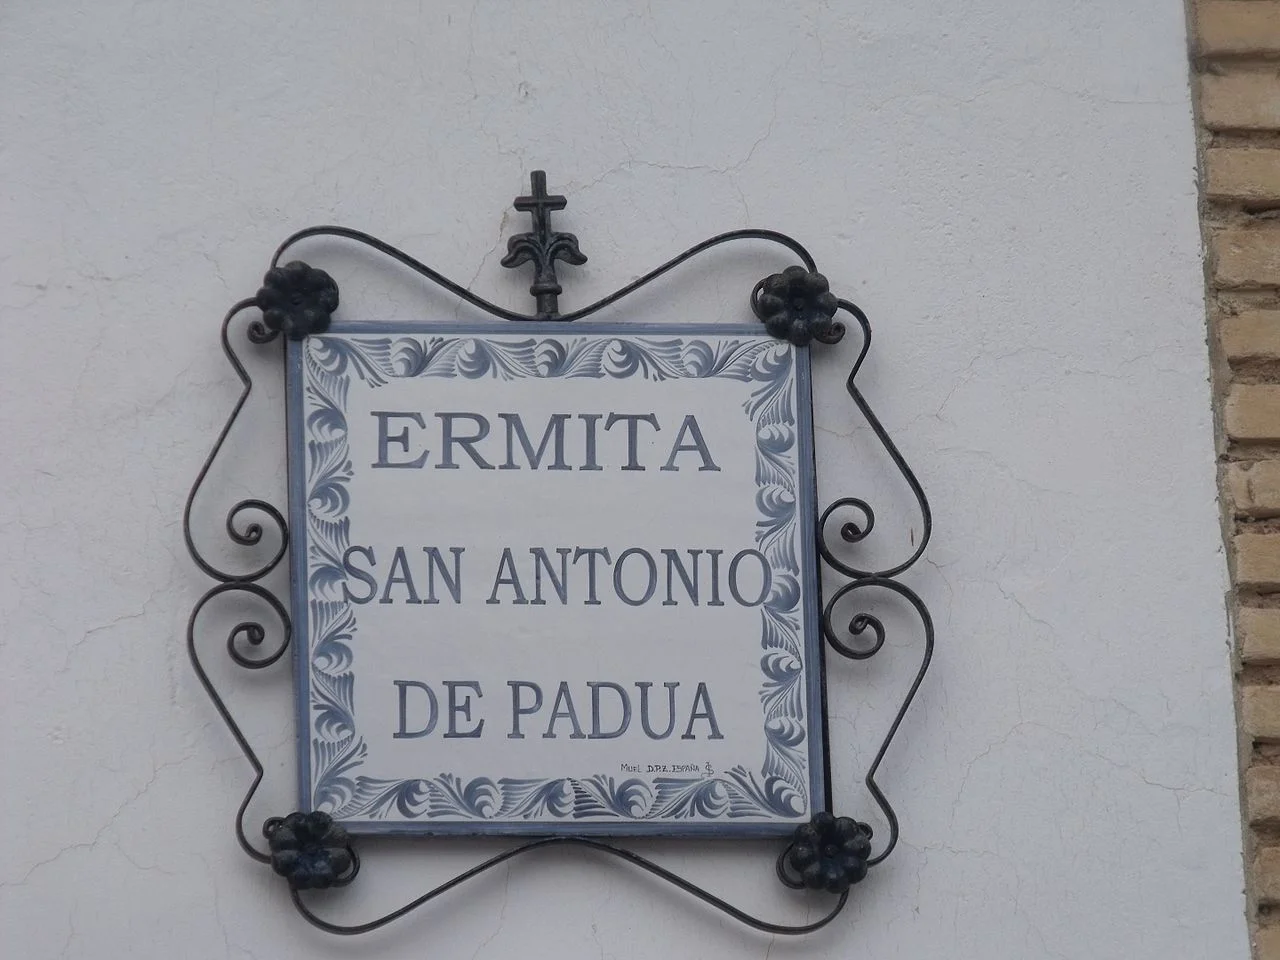 ERMITA
SAN ANTONIO
DE PADUA
MUEL D.P.Z. ESPAÑA